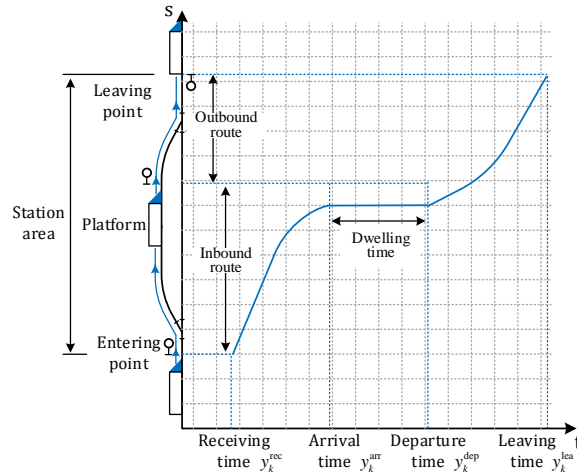 s
Leaving
point
Outbound
route
Station
area
Platform
Inbound
route
Dwelling
time
Entering
point
t
Receiving
time y_k^rec
Arrival
time y_k^arr
Departure
time y_k^dep
Leaving
time y_k^lea